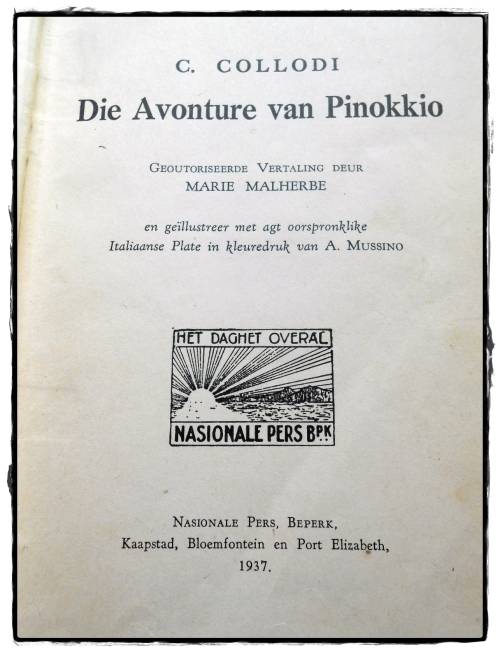 C. COLLODI
Die Avonture van Pinokkio
GEOUTORISEERDE VERTALING DEUR
MARIE MALHERBE
en geïllustreer met agt oorspronklike
Italiaanse Plate in kleuredruk van A. MUSSINO
HET DAGHET OVERAL
NASIONALE PERS BPK
NASIONALE PERS, BEPERK,
Kaapstad, Bloemfontein en Port Elizabeth,
1937.